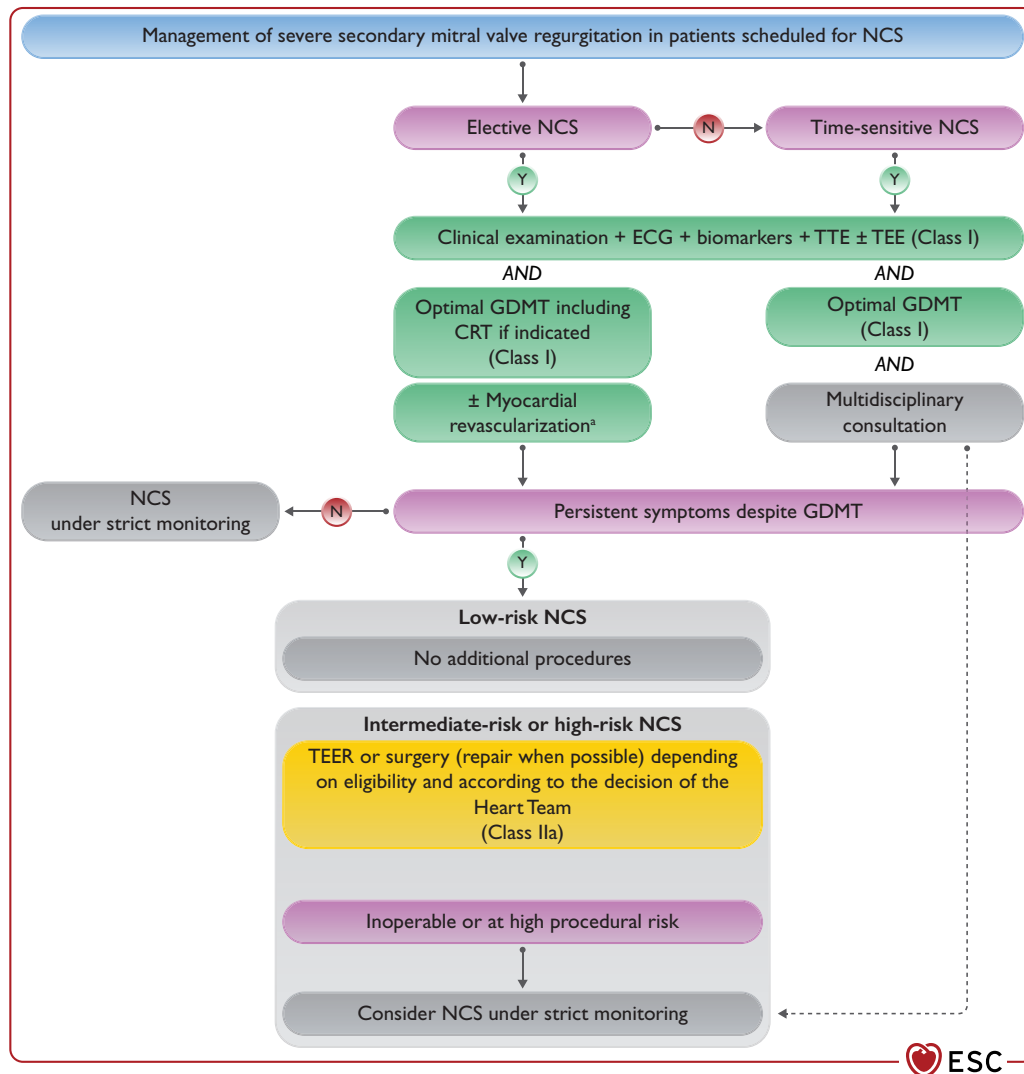 Management of severe secondary mitral valve regurgitation in patients scheduled for NCS
Elective NCS
N
Time-sensitive NCS
Y
Y
Clinical examination + ECG + biomarkers + TTE ± TEE (Class I)
AND
AND
Optimal GDMT including
CRT if indicated
(Class I)
Optimal GDMT
(Class I)
AND
± Myocardial
revascularizationᵃ
Multidisciplinary
consultation
NCS
under strict monitoring
N
Persistent symptoms despite GDMT
Y
Low-risk NCS
No additional procedures
Intermediate-risk or high-risk NCS
TEER or surgery (repair when possible) depending
on eligibility and according to the decision of the
Heart Team
(Class IIa)
Inoperable or at high procedural risk
Consider NCS under strict monitoring
ESC